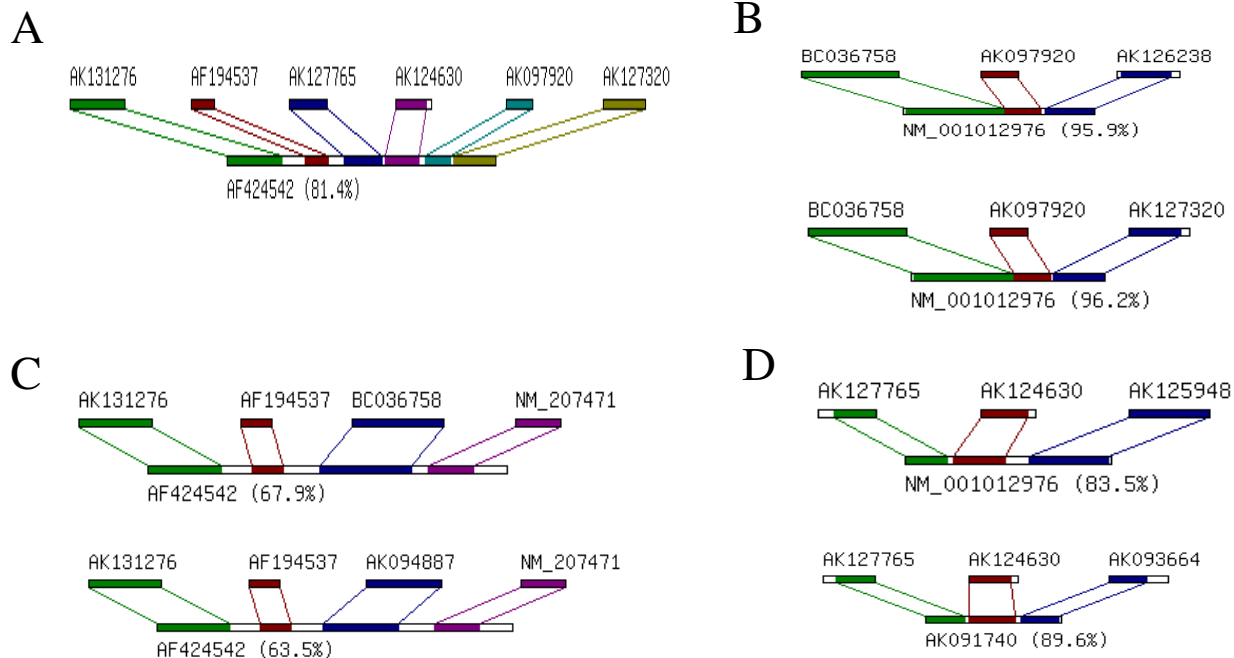 A
AK131276 AF194537 AK127765 AK124630 AK097920 AK127320
AF424542 (81.4%)
B
BC036758 AK097920 AK126238
NM_001012976 (95.9%)
BC036758 AK097920 AK127320
NM_001012976 (96.2%)
C
AK131276 AF194537 BC036758 NM_207471
AF424542 (67.9%)
AK131276 AF194537 AK094887 NM_207471
AF424542 (63.5%)
D
AK127765 AK124630 AK125948
NM_001012976 (83.5%)
AK127765 AK124630 AK093664
AK091740 (89.6%)